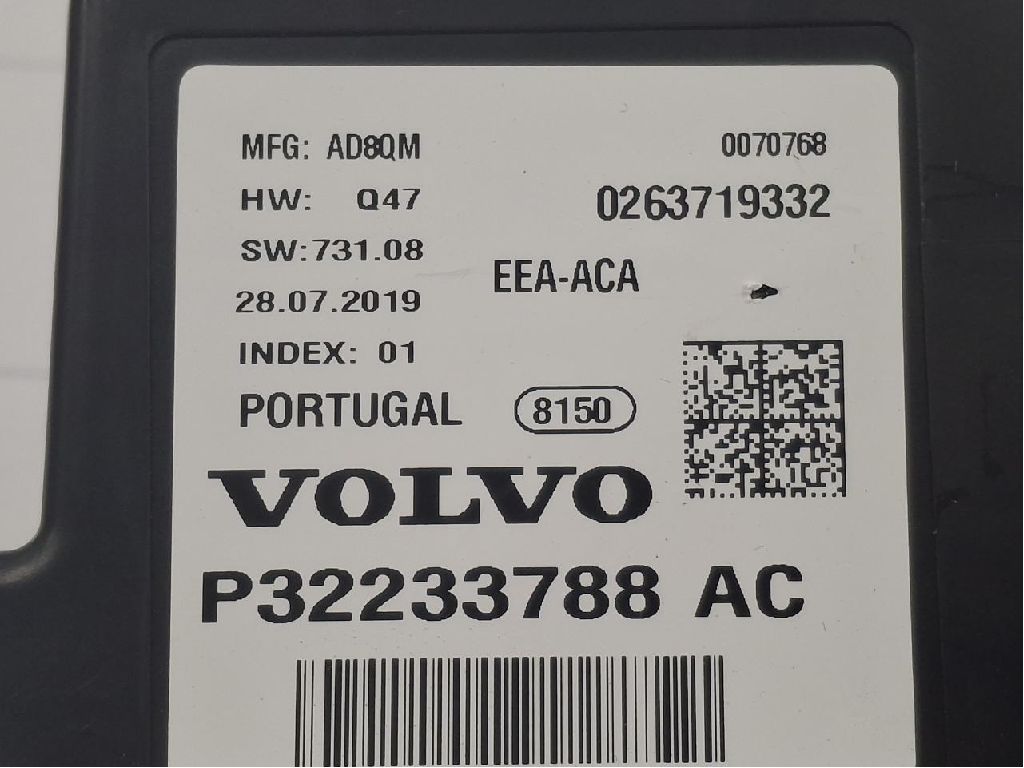 MFG: AD8QM
0070768
HW: Q47
0263719332
SW:731.08
EEA-ACA
28.07.2019
INDEX: 01
PORTUGAL
8150
VOLVO
P32233788 AC